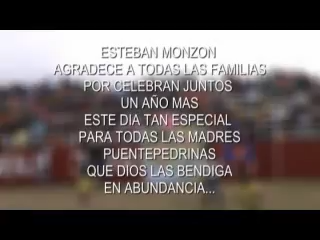 ESTEBAN MONZON
AGRADECE A TODAS LAS FAMILIAS
POR CELEBRAN JUNTOS
UN AÑO MAS
ESTE DIA TAN ESPECIAL
PARA TODAS LAS MADRES
PUENTEPEDRINAS
QUE DIOS LAS BENDIGA
EN ABUNDANCIA...